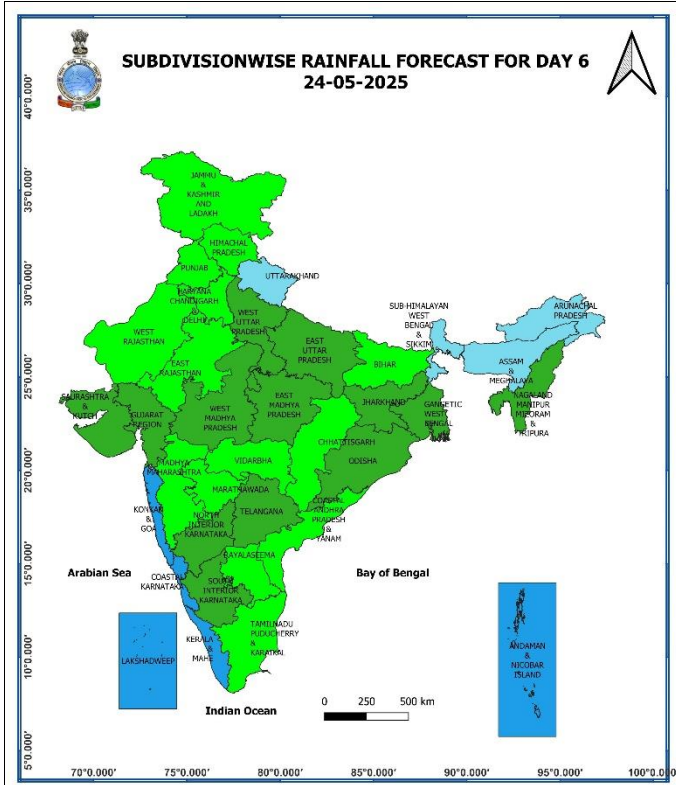 SUBDIVISIONWISE RAINFALL FORECAST FOR DAY 6
24-05-2025
40°0.000'
35°0.000'
30°0.000'
25°0.000'
20°0.000'
15°0.000'
10°0.000'
5°0.000'
JAMMU
&
KASHMIR
AND
LADAKH
HIMACHAL
PRADESH
PUNJAB
UTTARAKHAND
HARYANA
CHANDIGARH
&
DELHI
WEST
UTTAR
PRADESH
SUB-HIMALAYAN
WEST
BENGAL
&
SIKKIM
ARUNACHAL
PRADESH
WEST
RAJASTHAN
EAST
RAJASTHAN
EAST
UTTAR
PRADESH
BIHAR
ASSAM
&
MEGHALAYA
SAURASHTRA
&
KUTCH
GUJARAT
REGION
WEST
MADHYA
PRADESH
EAST
MADHYA
PRADESH
JHARKHAND
GANGETIC
WEST
BENGAL
NAGALAND
MANIPUR
MIZORAM
&
TRIPURA
CHHATTISGARH
ODISHA
MADHYA
MAHARASHTRA
VIDARBHA
MARATHAWADA
KONKAN
&
GOA
NORTH
INTERIOR
KARNATAKA
TELANGANA
COASTAL
ANDHRA
PRADESH
&
YANAM
RAYALASEEMA
Arabian Sea
COASTAL
KARNATAKA
SOUTH
INTERIOR
KARNATAKA
Bay of Bengal
LAKSHADWEEP
KERALA
&
MAHE
TAMILNADU
PUDUCHERRY
&
KARAIKAL
ANDAMAN
&
NICOBAR
ISLAND
Indian Ocean
0 250 500 km
70°0.000' 75°0.000' 80°0.000' 85°0.000' 90°0.000' 95°0.000' 100°0.000'